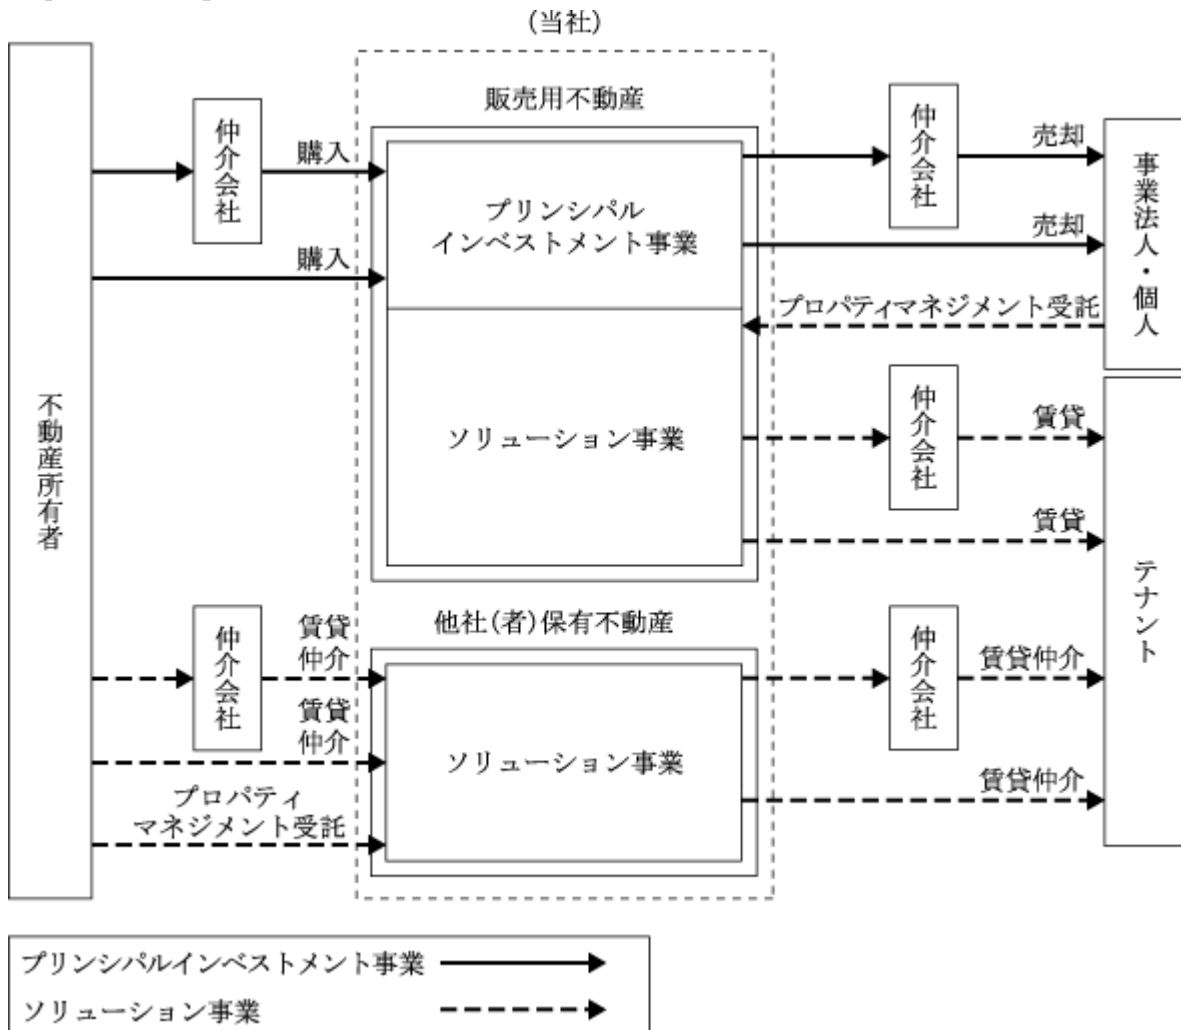 (当社)
販売用不動産
仲介会社
購入
購入
プリンシパル
インベストメント事業
仲介会社
売却
売却
事業法人・個人
プロパティマネジメント受託
ソリューション事業
仲介会社
賃貸
賃貸
不動産所有者
テナント
他社(者)保有不動産
仲介会社
賃貸
仲介
賃貸
仲介
プロパティ
マネジメント受託
ソリューション事業
仲介会社
賃貸仲介
賃貸仲介
プリンシパルインベストメント事業
ソリューション事業